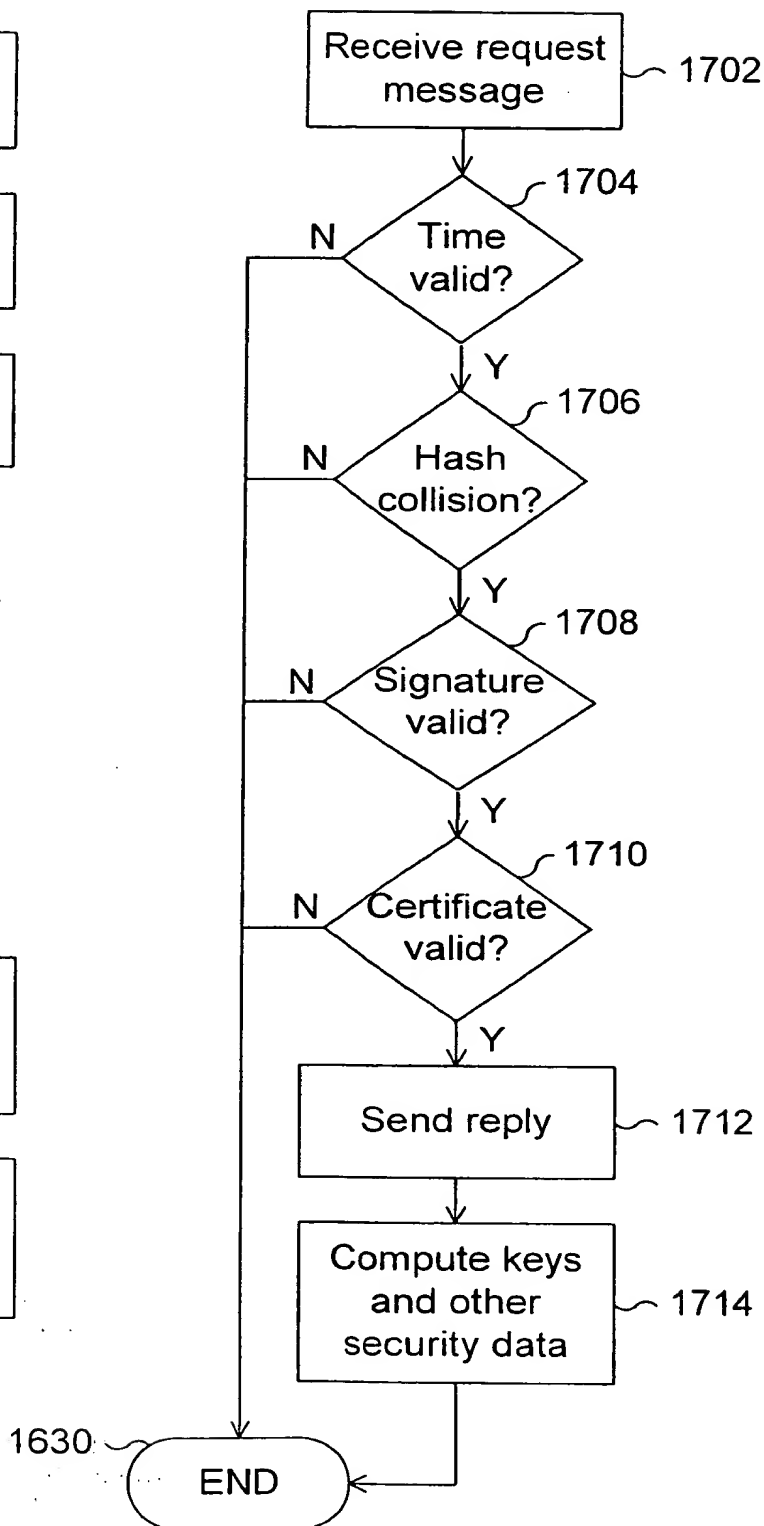 Receive request
message
1702
1704
Time
valid?
N
Y
1706
Hash
collision?
N
Y
1708
Signature
valid?
N
Y
1710
Certificate
valid?
N
Y
Send reply
1712
Compute keys
and other
security data
1714
1630
END